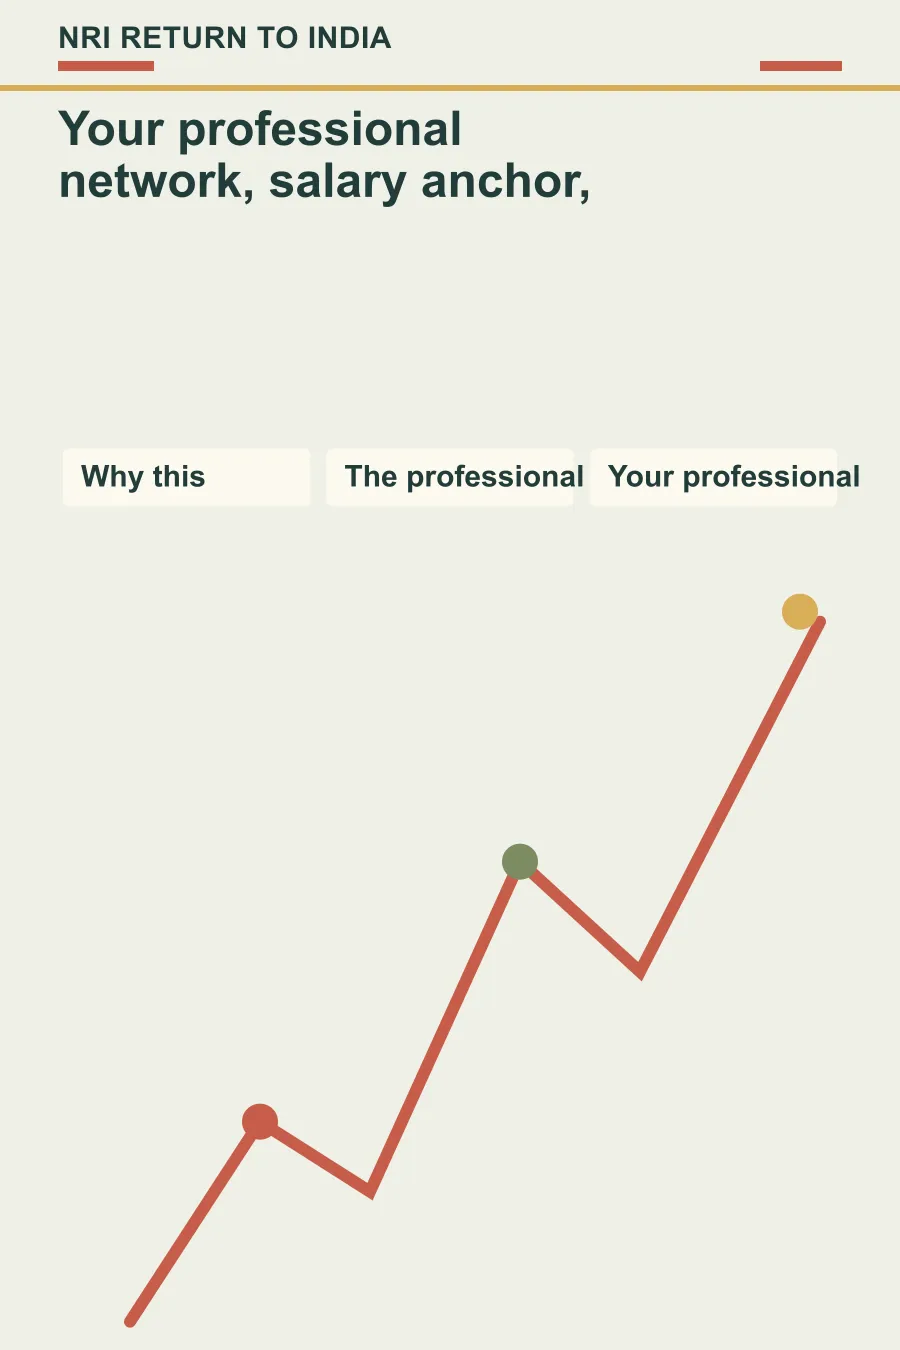 NRI RETURN TO INDIA
Your professional
network, salary anchor,
Why this
The professional
Your professional